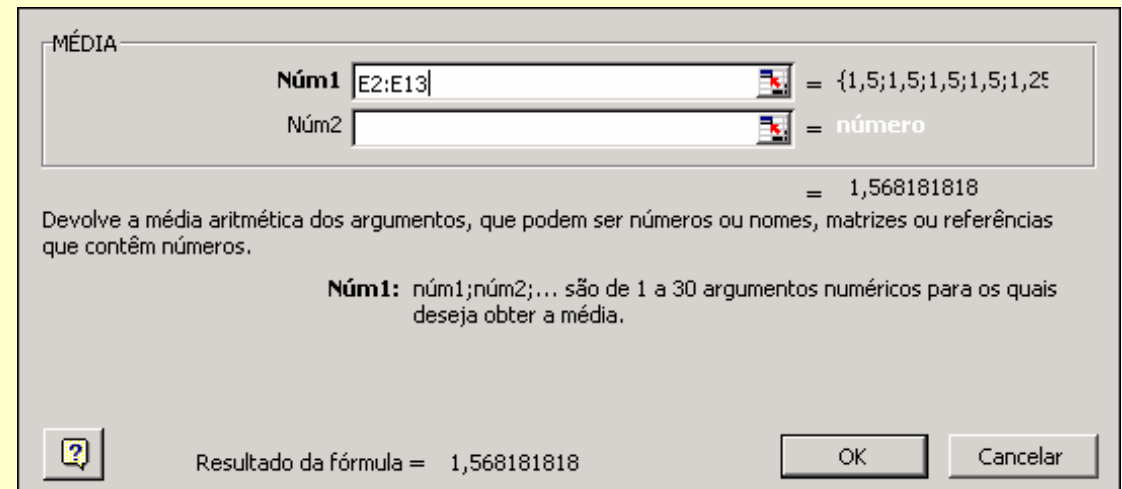 MÉDIA
Núm1 E2:E13 = {1,5;1,5;1,5;1,5;1,25
Núm2 = número
= 1,568181818
Devolve a média aritmética dos argumentos, que podem ser números ou nomes, matrizes ou referências
que contêm números.
Núm1: núm1;núm2;... são de 1 a 30 argumentos numéricos para os quais
deseja obter a média.
? Resultado da fórmula = 1,568181818 OK Cancelar